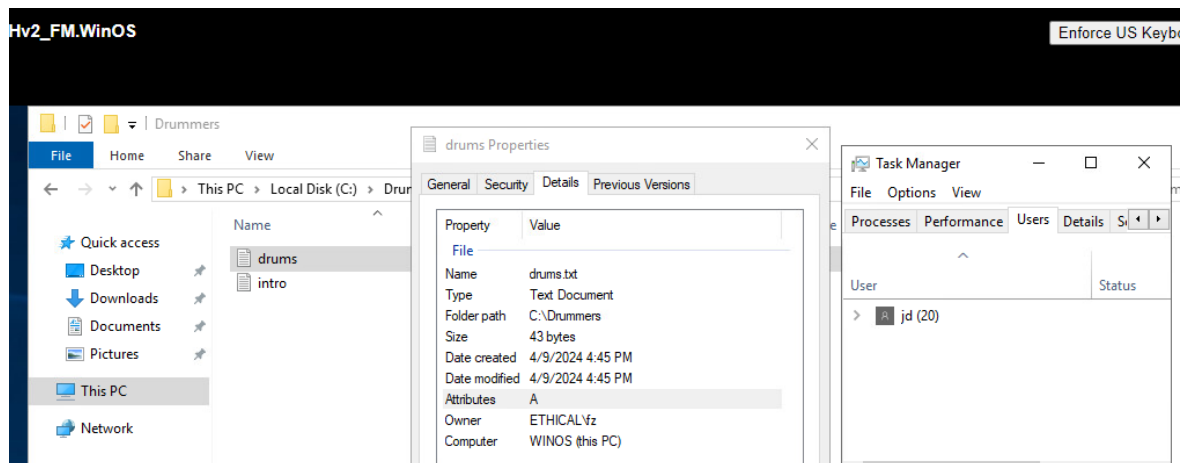 Hv2_FM.WinOS
Enforce US Keybo
Drummers
File Home Share View
This PC > Local Disk (C:) > Drur
Name
Quick access
Desktop
Downloads
Documents
Pictures
This PC
Network
drums
intro
drums Properties
General Security Details Previous Versions
Property Value
File
Name drums.txt
Type Text Document
Folder path C:\Drummers
Size 43 bytes
Date created 4/9/2024 4:45 PM
Date modified 4/9/2024 4:45 PM
Attributes A
Owner ETHICAL\fz
Computer WINOS (this PC)
e
Task Manager
File Options View
Processes Performance Users Details S
User Status
jd (20)